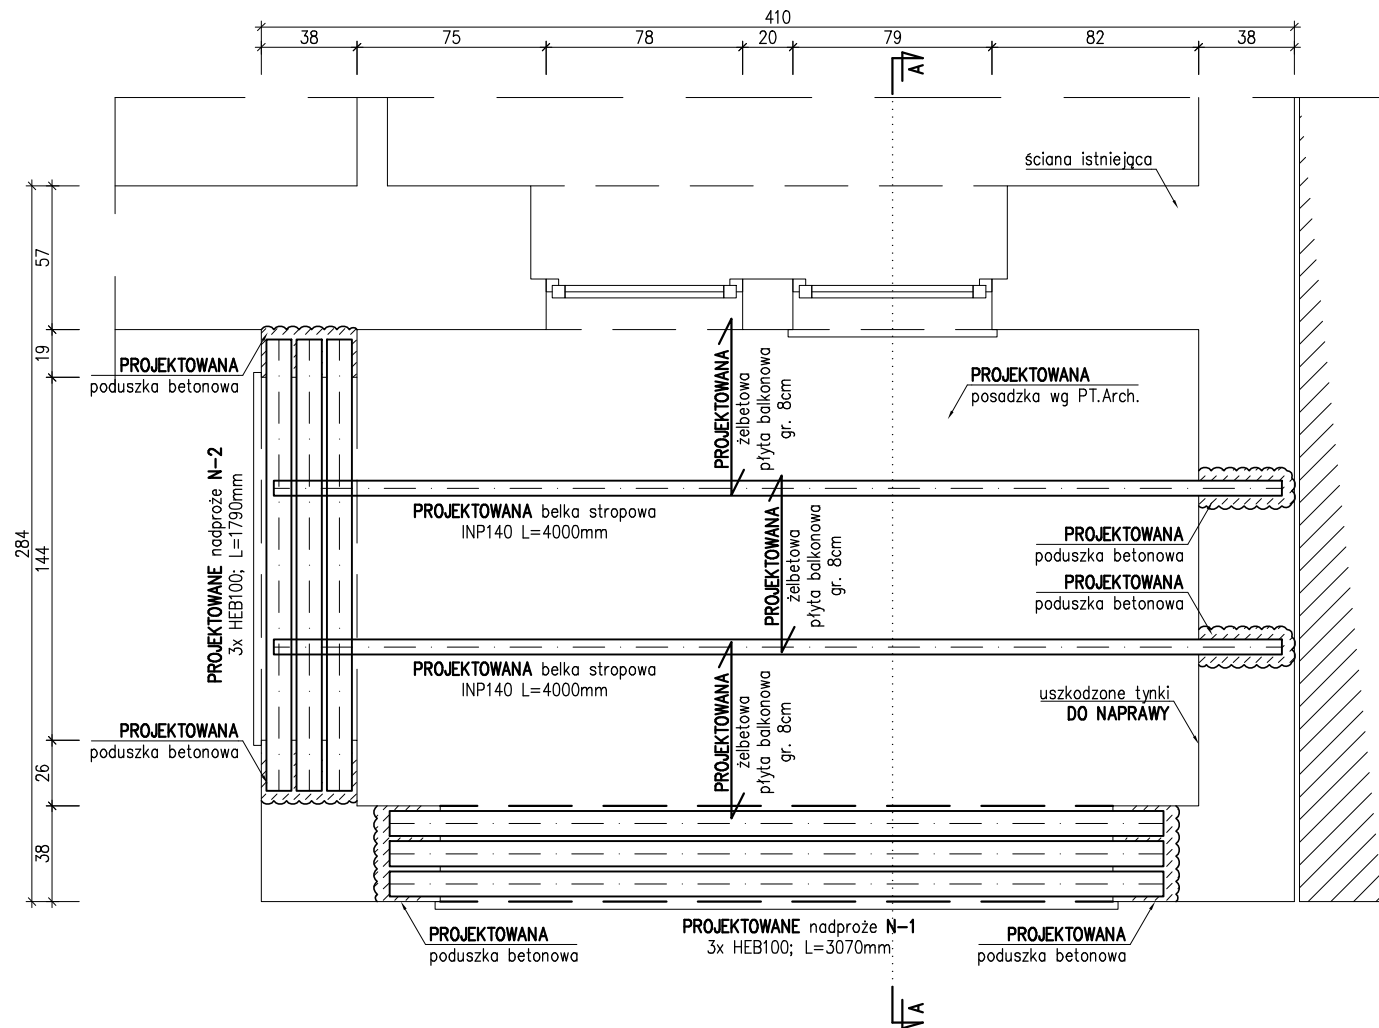 410
38
75
78
20
79
82
38
A
ściana istniejąca
57
19
144
26
38
284
PROJEKTOWANA
poduszka betonowa
PROJEKTOWANA
żelbetowa
płyta balkonowa
gr. 8cm
PROJEKTOWANA
posadzka wg PT.Arch.
PROJEKTOWANE nadproże N-2
3x HEB100; L=1790mm
PROJEKTOWANA belka stropowa
INP140 L=4000mm
PROJEKTOWANA
żelbetowa
płyta balkonowa
gr. 8cm
PROJEKTOWANA
poduszka betonowa
PROJEKTOWANA
poduszka betonowa
PROJEKTOWANA belka stropowa
INP140 L=4000mm
PROJEKTOWANA
żelbetowa
płyta balkonowa
gr. 8cm
uszkodzone tynki
DO NAPRAWY
PROJEKTOWANA
poduszka betonowa
PROJEKTOWANA
poduszka betonowa
PROJEKTOWANE nadproże N-1
3x HEB100; L=3070mm
PROJEKTOWANA
poduszka betonowa
A